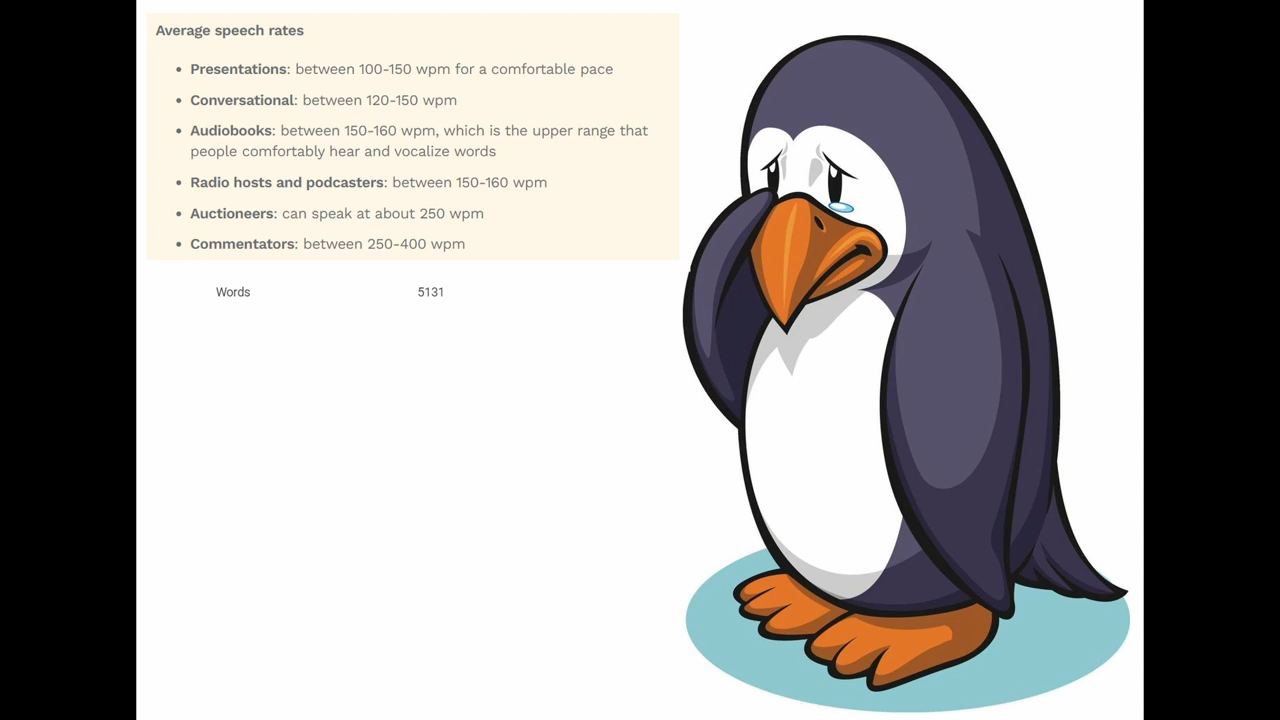 Average speech rates
• Presentations: between 100-150 wpm for a comfortable pace
• Conversational: between 120-150 wpm
• Audiobooks: between 150-160 wpm, which is the upper range that
people comfortably hear and vocalize words
• Radio hosts and podcasters: between 150-160 wpm
• Auctioneers: can speak at about 250 wpm
• Commentators: between 250-400 wpm
Words 5131